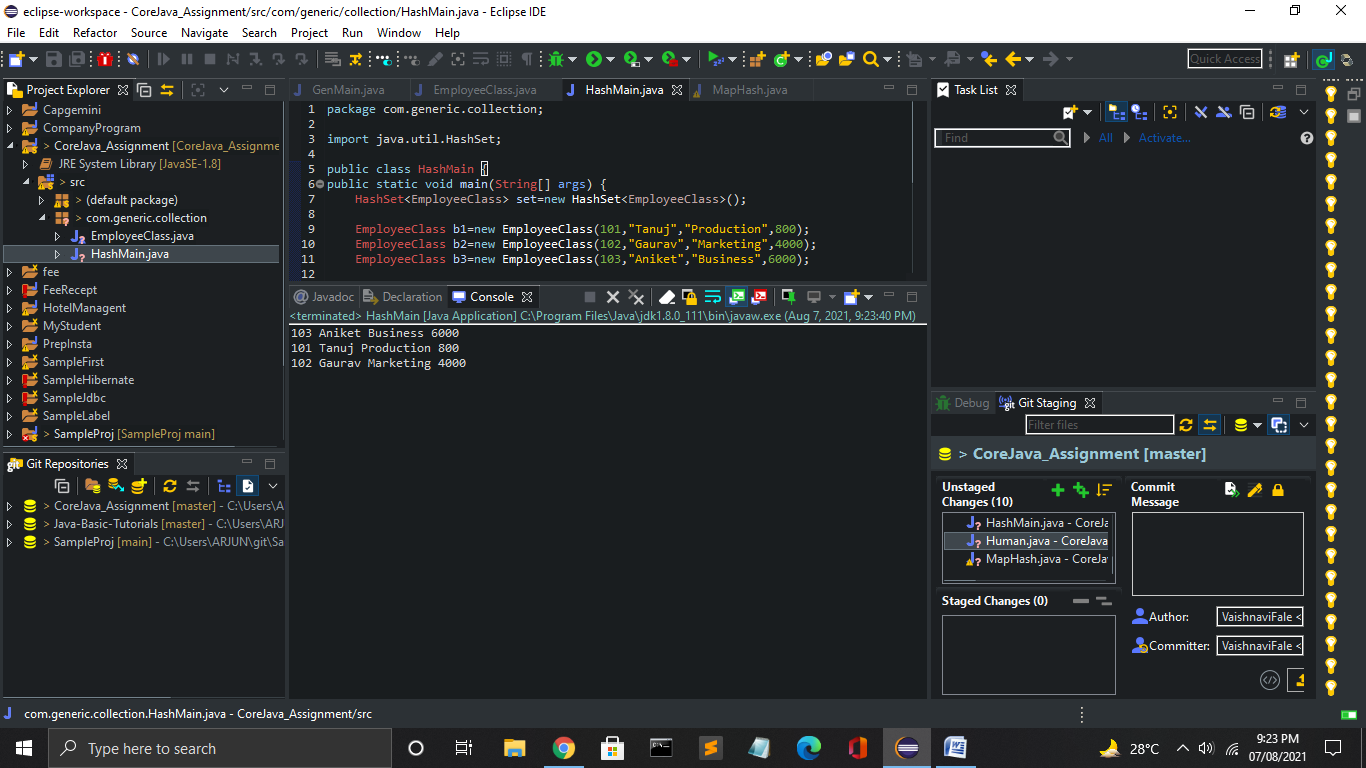 eclipse-workspace - CoreJava_Assignment/src/com/generic/collection/HashMain.java - Eclipse IDE
File Edit Refactor Source Navigate Search Project Run Window Help
Quick Access
Project Explorer
Capgemini
CompanyProgram
> CoreJava_Assignment [CoreJava_Assignme
JRE System Library [JavaSE-1.8]
> src
> (default package)
> com.generic.collection
> EmployeeClass.java
HashMain.java
fee
FeeRecept
HotelManagent
MyStudent
PrepInsta
SampleFirst
SampleHibernate
SampleJdbc
SampleLabel
> SampleProj [SampleProj main]
git Git Repositories
> CoreJava_Assignment [master] - C:\Users\A
> Java-Basic-Tutorials [master] - C:\Users\ARJ
> SampleProj [main] - C:\Users\ARJUN\git\Sa
GenMain.java EmployeeClass.java HashMain.java MapHash.java
1 package com.generic.collection;
2
3 import java.util.HashSet;
4
5 public class HashMain {
6 public static void main(String[] args) {
7 HashSet<EmployeeClass> set=new HashSet<EmployeeClass>();
8
9 EmployeeClass b1=new EmployeeClass(101,"Tanuj","Production",800);
10 EmployeeClass b2=new EmployeeClass(102,"Gaurav","Marketing",4000);
11 EmployeeClass b3=new EmployeeClass(103,"Aniket","Business",6000);
12
@ Javadoc Declaration Console
<terminated> HashMain [Java Application] C:\Program Files\Java\jdk1.8.0_111\bin\javaw.exe (Aug 7, 2021, 9:23:40 PM)
103 Aniket Business 6000
101 Tanuj Production 800
102 Gaurav Marketing 4000
Task List
Find All Activate...
Debug git Git Staging
Filter files
> CoreJava_Assignment [master]
Unstaged Changes (10)
HashMain.java - CoreJa
Human.java - CoreJava
MapHash.java - CoreJa
Staged Changes (0)
Commit Message
Author: VaishnaviFale <
Committer: VaishnaviFale <
com.generic.collection.HashMain.java - CoreJava_Assignment/src
Type here to search
28°C
9:23 PM
07/08/2021